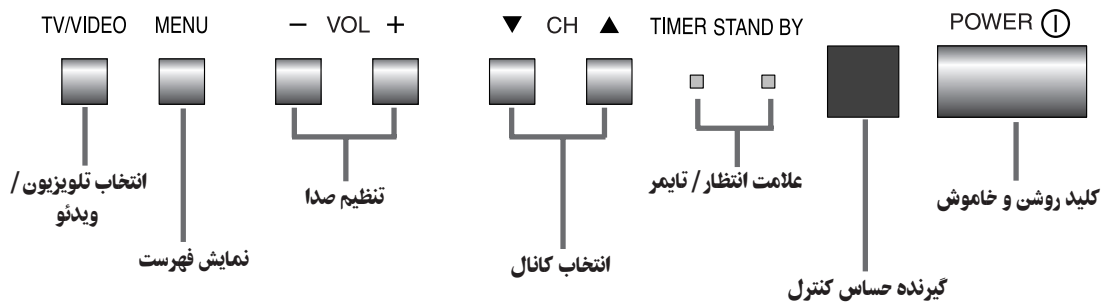 TV/VIDEO MENU − VOL + ▼ CH ▲ TIMER STAND BY POWER
انتخاب تلویزیون /
ویدئو
نمایش فهرست
تنظیم صدا
انتخاب کانال
علامت انتظار / تایمر
گیرنده حساس کنترل
کلید روشن و خاموش